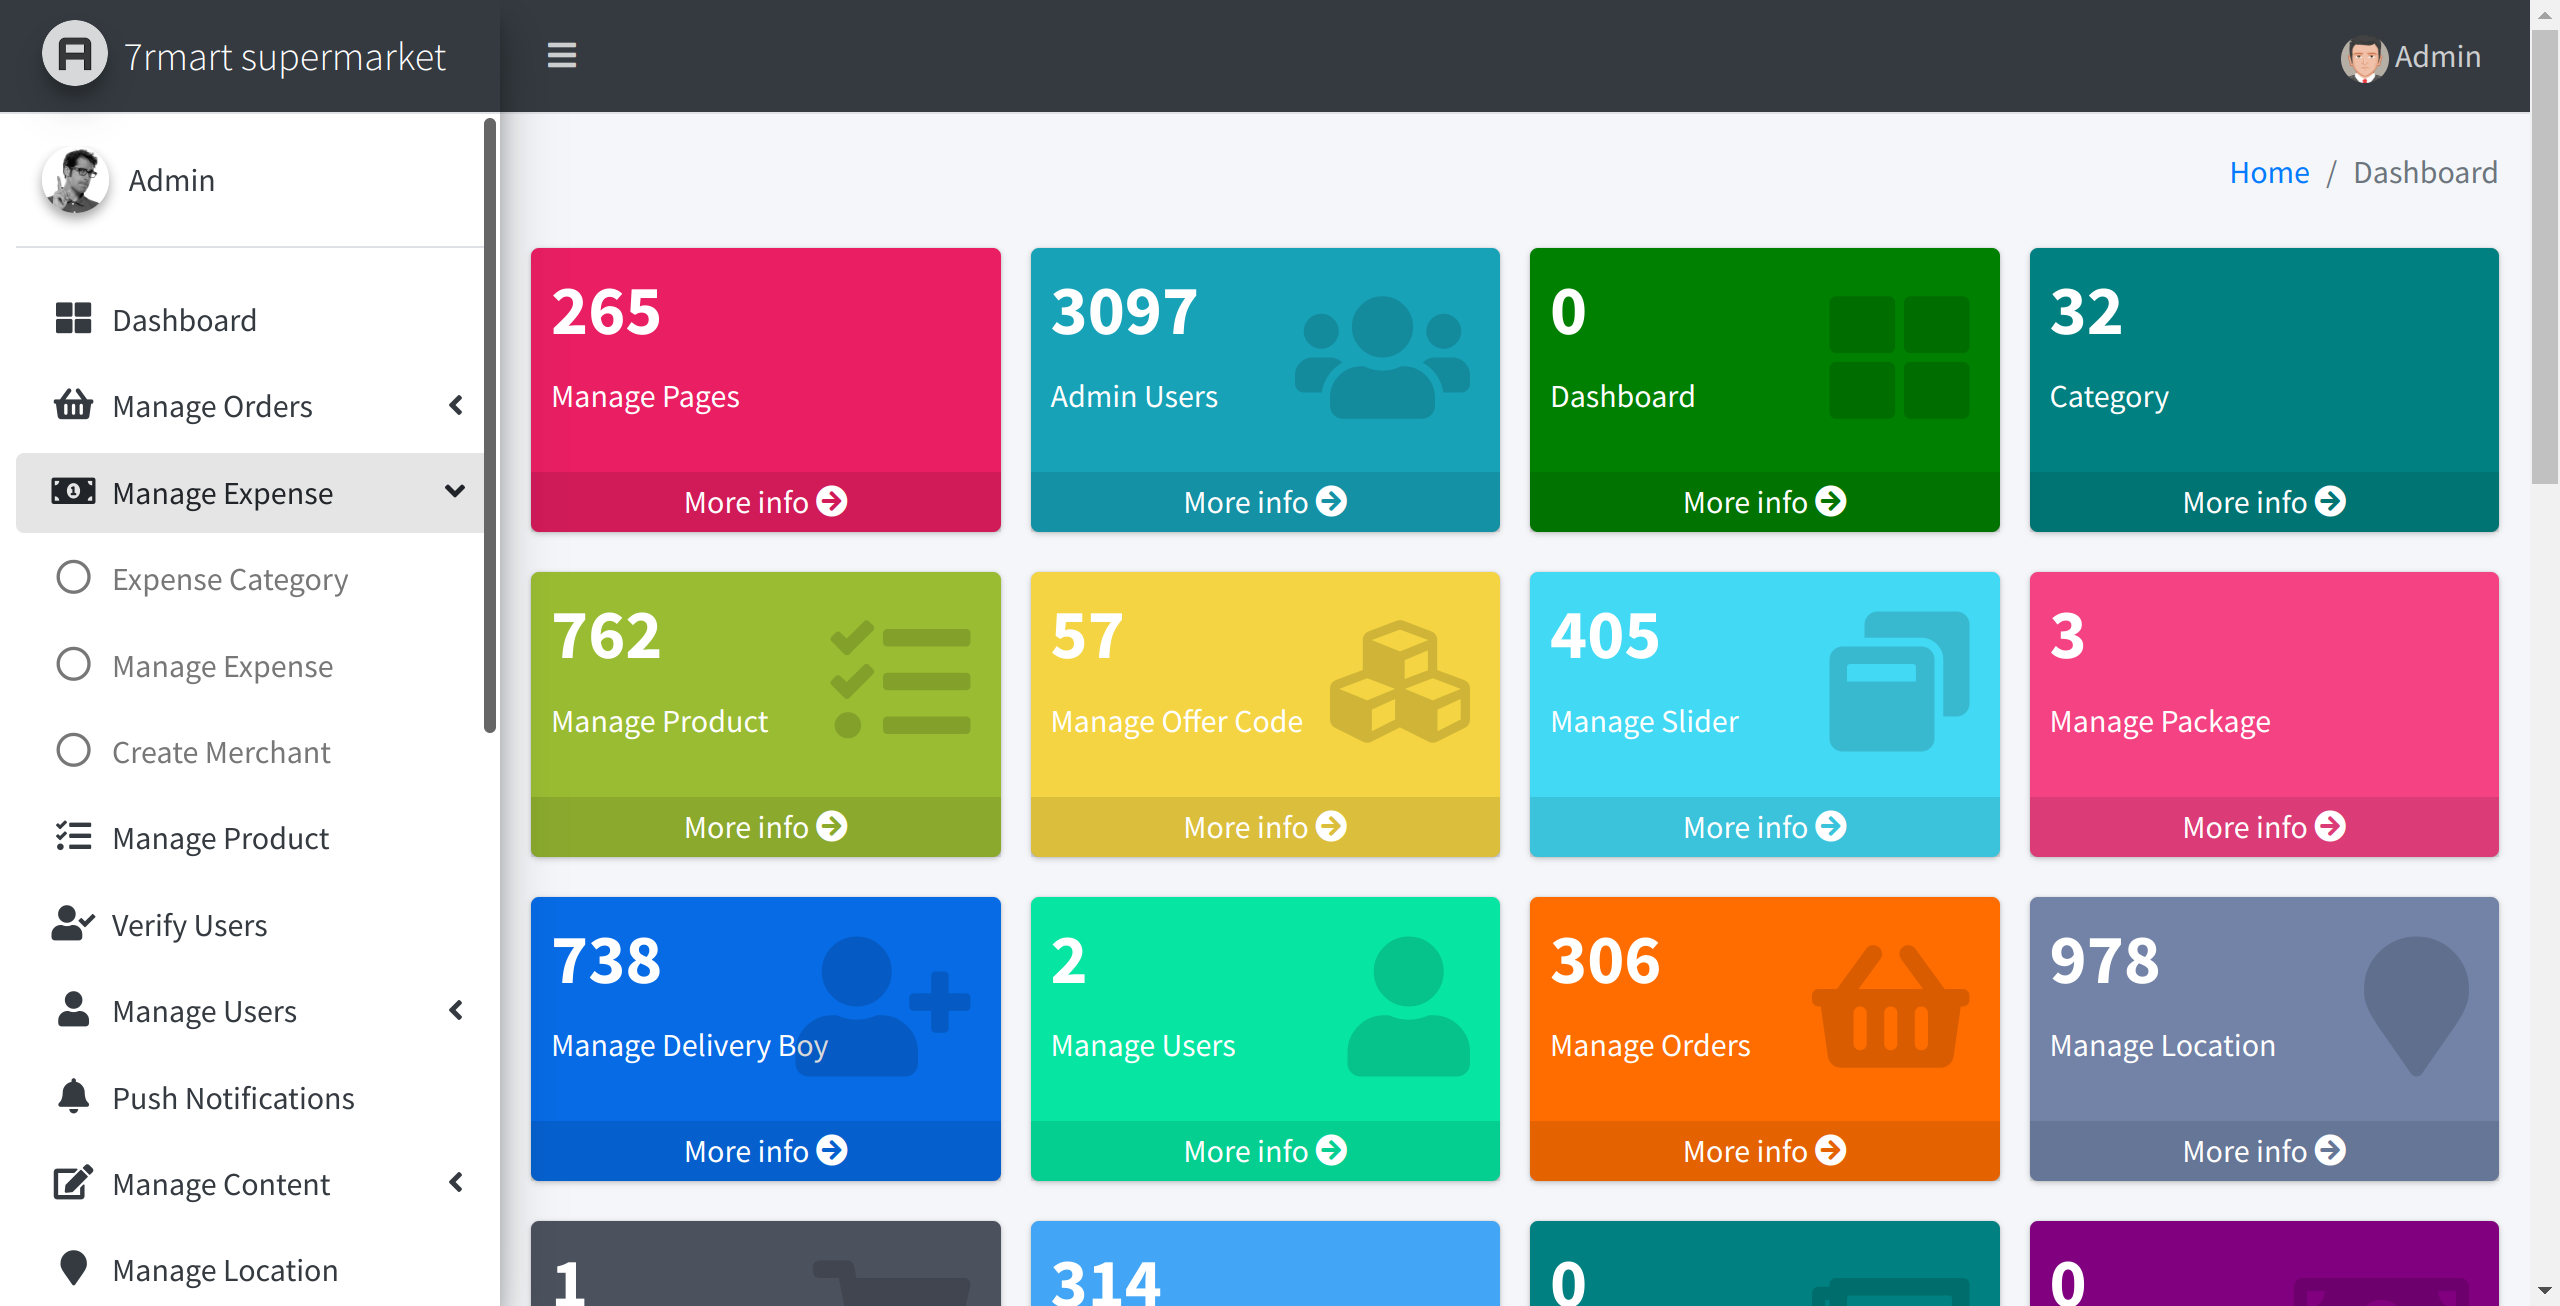 7rmart supermarket
Admin
Admin
Home / Dashboard
Dashboard
Manage Orders
Manage Expense
Expense Category
Manage Expense
Create Merchant
Manage Product
Verify Users
Manage Users
Push Notifications
Manage Content
Manage Location
265
Manage Pages
More info
3097
Admin Users
More info
0
Dashboard
More info
32
Category
More info
762
Manage Product
More info
57
Manage Offer Code
More info
405
Manage Slider
More info
3
Manage Package
More info
738
Manage Delivery Boy
More info
2
Manage Users
More info
306
Manage Orders
More info
978
Manage Location
More info
1
314
0
0